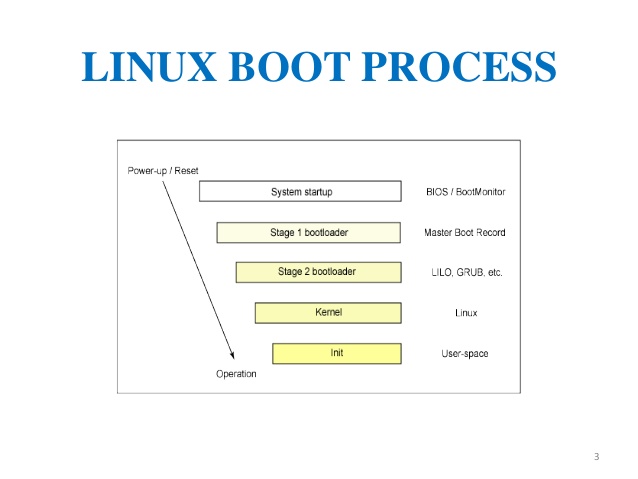 LINUX BOOT PROCESS
Power-up / Reset
System startup
BIOS / BootMonitor
Stage 1 bootloader
Master Boot Record
Stage 2 bootloader
LILO, GRUB, etc.
Kernel
Linux
Init
User-space
Operation
3